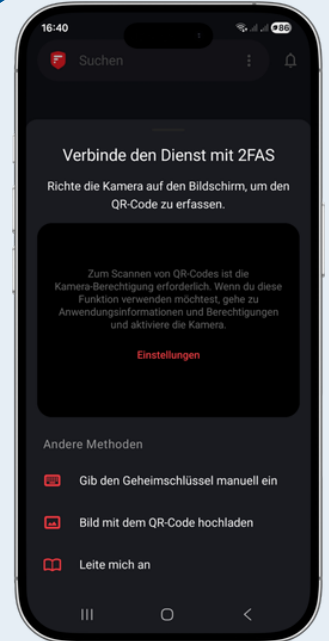 16:40
86
Suchen
Verbinde den Dienst mit 2FAS
Richte die Kamera auf den Bildschirm, um den
QR-Code zu erfassen.
Zum Scannen von QR-Codes ist die
Kamera-Berechtigung erforderlich. Wenn du diese
Funktion verwenden möchtest, gehe zu
Anwendungsinformationen und Berechtigungen
und aktiviere die Kamera.
Einstellungen
Andere Methoden
Gib den Geheimschlüssel manuell ein
Bild mit dem QR-Code hochladen
Leite mich an